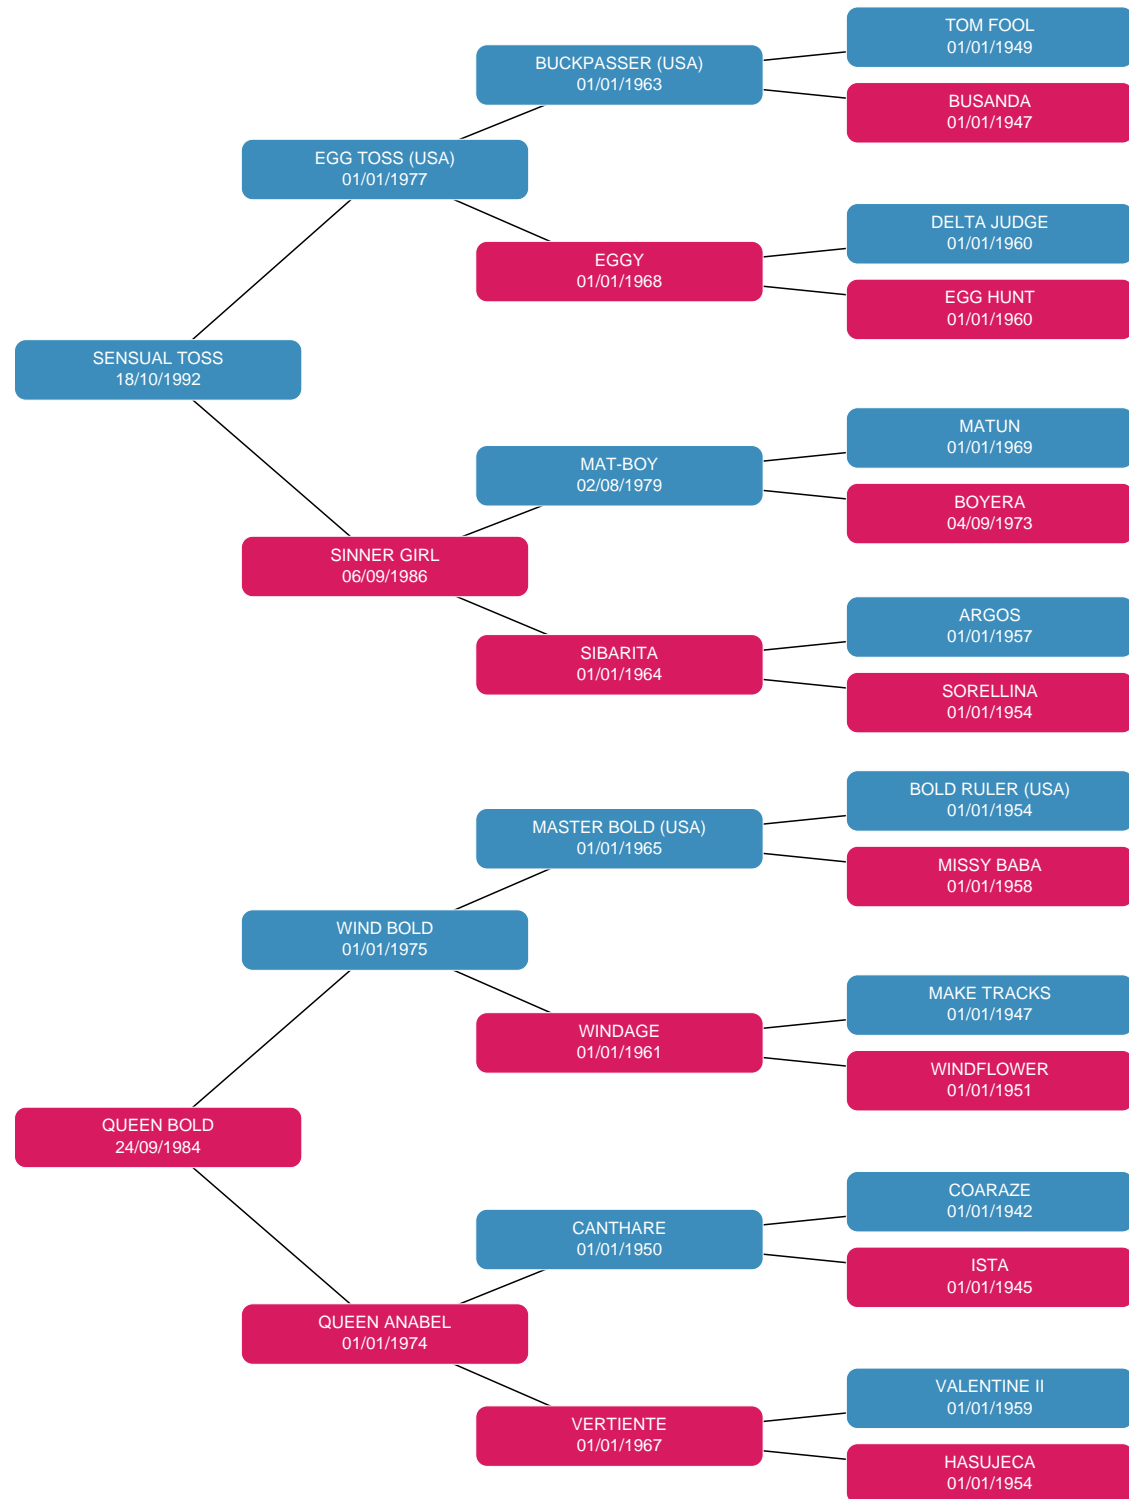 TOM FOOL
01/01/1949
BUCKPASSER (USA)
01/01/1963
BUSANDA
01/01/1947
EGG TOSS (USA)
01/01/1977
DELTA JUDGE
01/01/1960
EGGY
01/01/1968
EGG HUNT
01/01/1960
SENSUAL TOSS
18/10/1992
MATUN
01/01/1969
MAT-BOY
02/08/1979
BOYERA
04/09/1973
SINNER GIRL
06/09/1986
ARGOS
01/01/1957
SIBARITA
01/01/1964
SORELLINA
01/01/1954
BOLD RULER (USA)
01/01/1954
MASTER BOLD (USA)
01/01/1965
MISSY BABA
01/01/1958
WIND BOLD
01/01/1975
MAKE TRACKS
01/01/1947
WINDAGE
01/01/1961
WINDFLOWER
01/01/1951
QUEEN BOLD
24/09/1984
COARAZE
01/01/1942
CANTHARE
01/01/1950
ISTA
01/01/1945
QUEEN ANABEL
01/01/1974
VALENTINE II
01/01/1959
VERTIENTE
01/01/1967
HASUJECA
01/01/1954